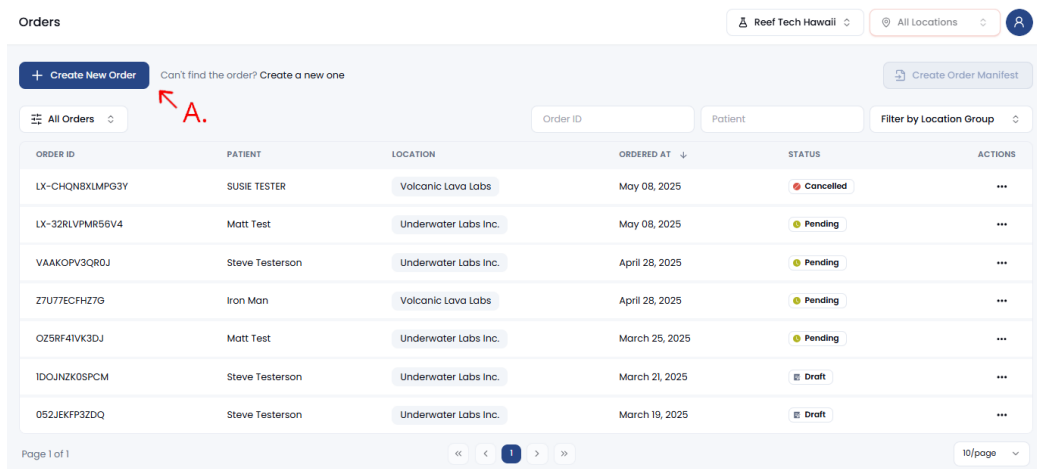 Orders
Reef Tech Hawaii
All Locations
Create New Order
Can't find the order? Create a new one
Create Order Manifest
A.
All Orders
Order ID
Patient
Filter by Location Group
ORDER ID PATIENT LOCATION ORDERED AT STATUS ACTIONS
LX-CHQN8XLMPG3Y SUSIE TESTER Volcanic Lava Labs May 08, 2025 Cancelled
LX-32RLVPMR56V4 Matt Test Underwater Labs Inc. May 08, 2025 Pending
VAAKOPV3QR0J Steve Testerson Underwater Labs Inc. April 28, 2025 Pending
Z7U77ECFHZ7G Iron Man Volcanic Lava Labs April 28, 2025 Pending
OZ5RF41VK3DJ Matt Test Underwater Labs Inc. March 25, 2025 Pending
1DOJNZK0SPCM Steve Testerson Underwater Labs Inc. March 21, 2025 Draft
052JEKFP3ZDQ Steve Testerson Underwater Labs Inc. March 19, 2025 Draft
Page 1 of 1
1
10/page